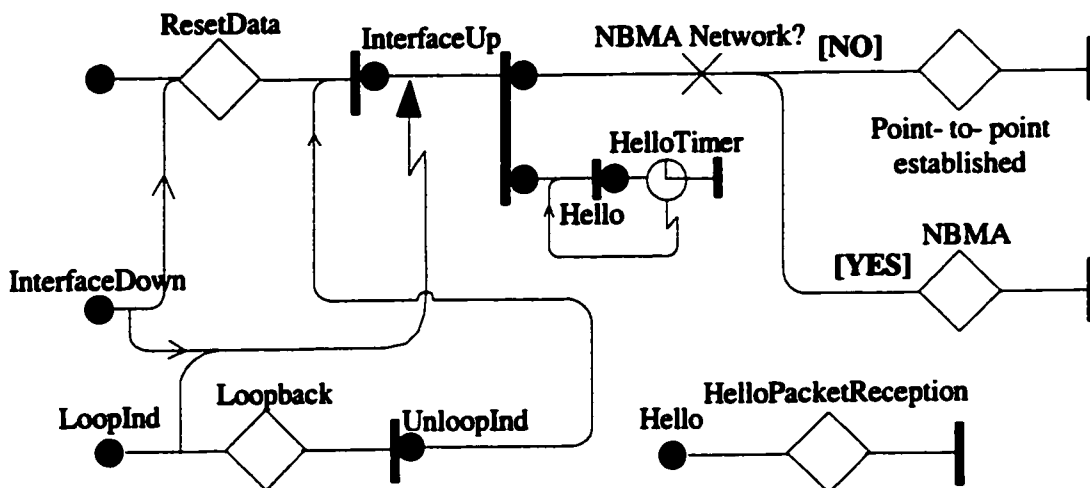 ResetData
InterfaceUp
NBMA Network?
[NO]
Point- to- point
established
HelloTimer
Hello
NBMA
[YES]
InterfaceDown
LoopInd
Loopback
UnloopInd
HelloPacketReception
Hello